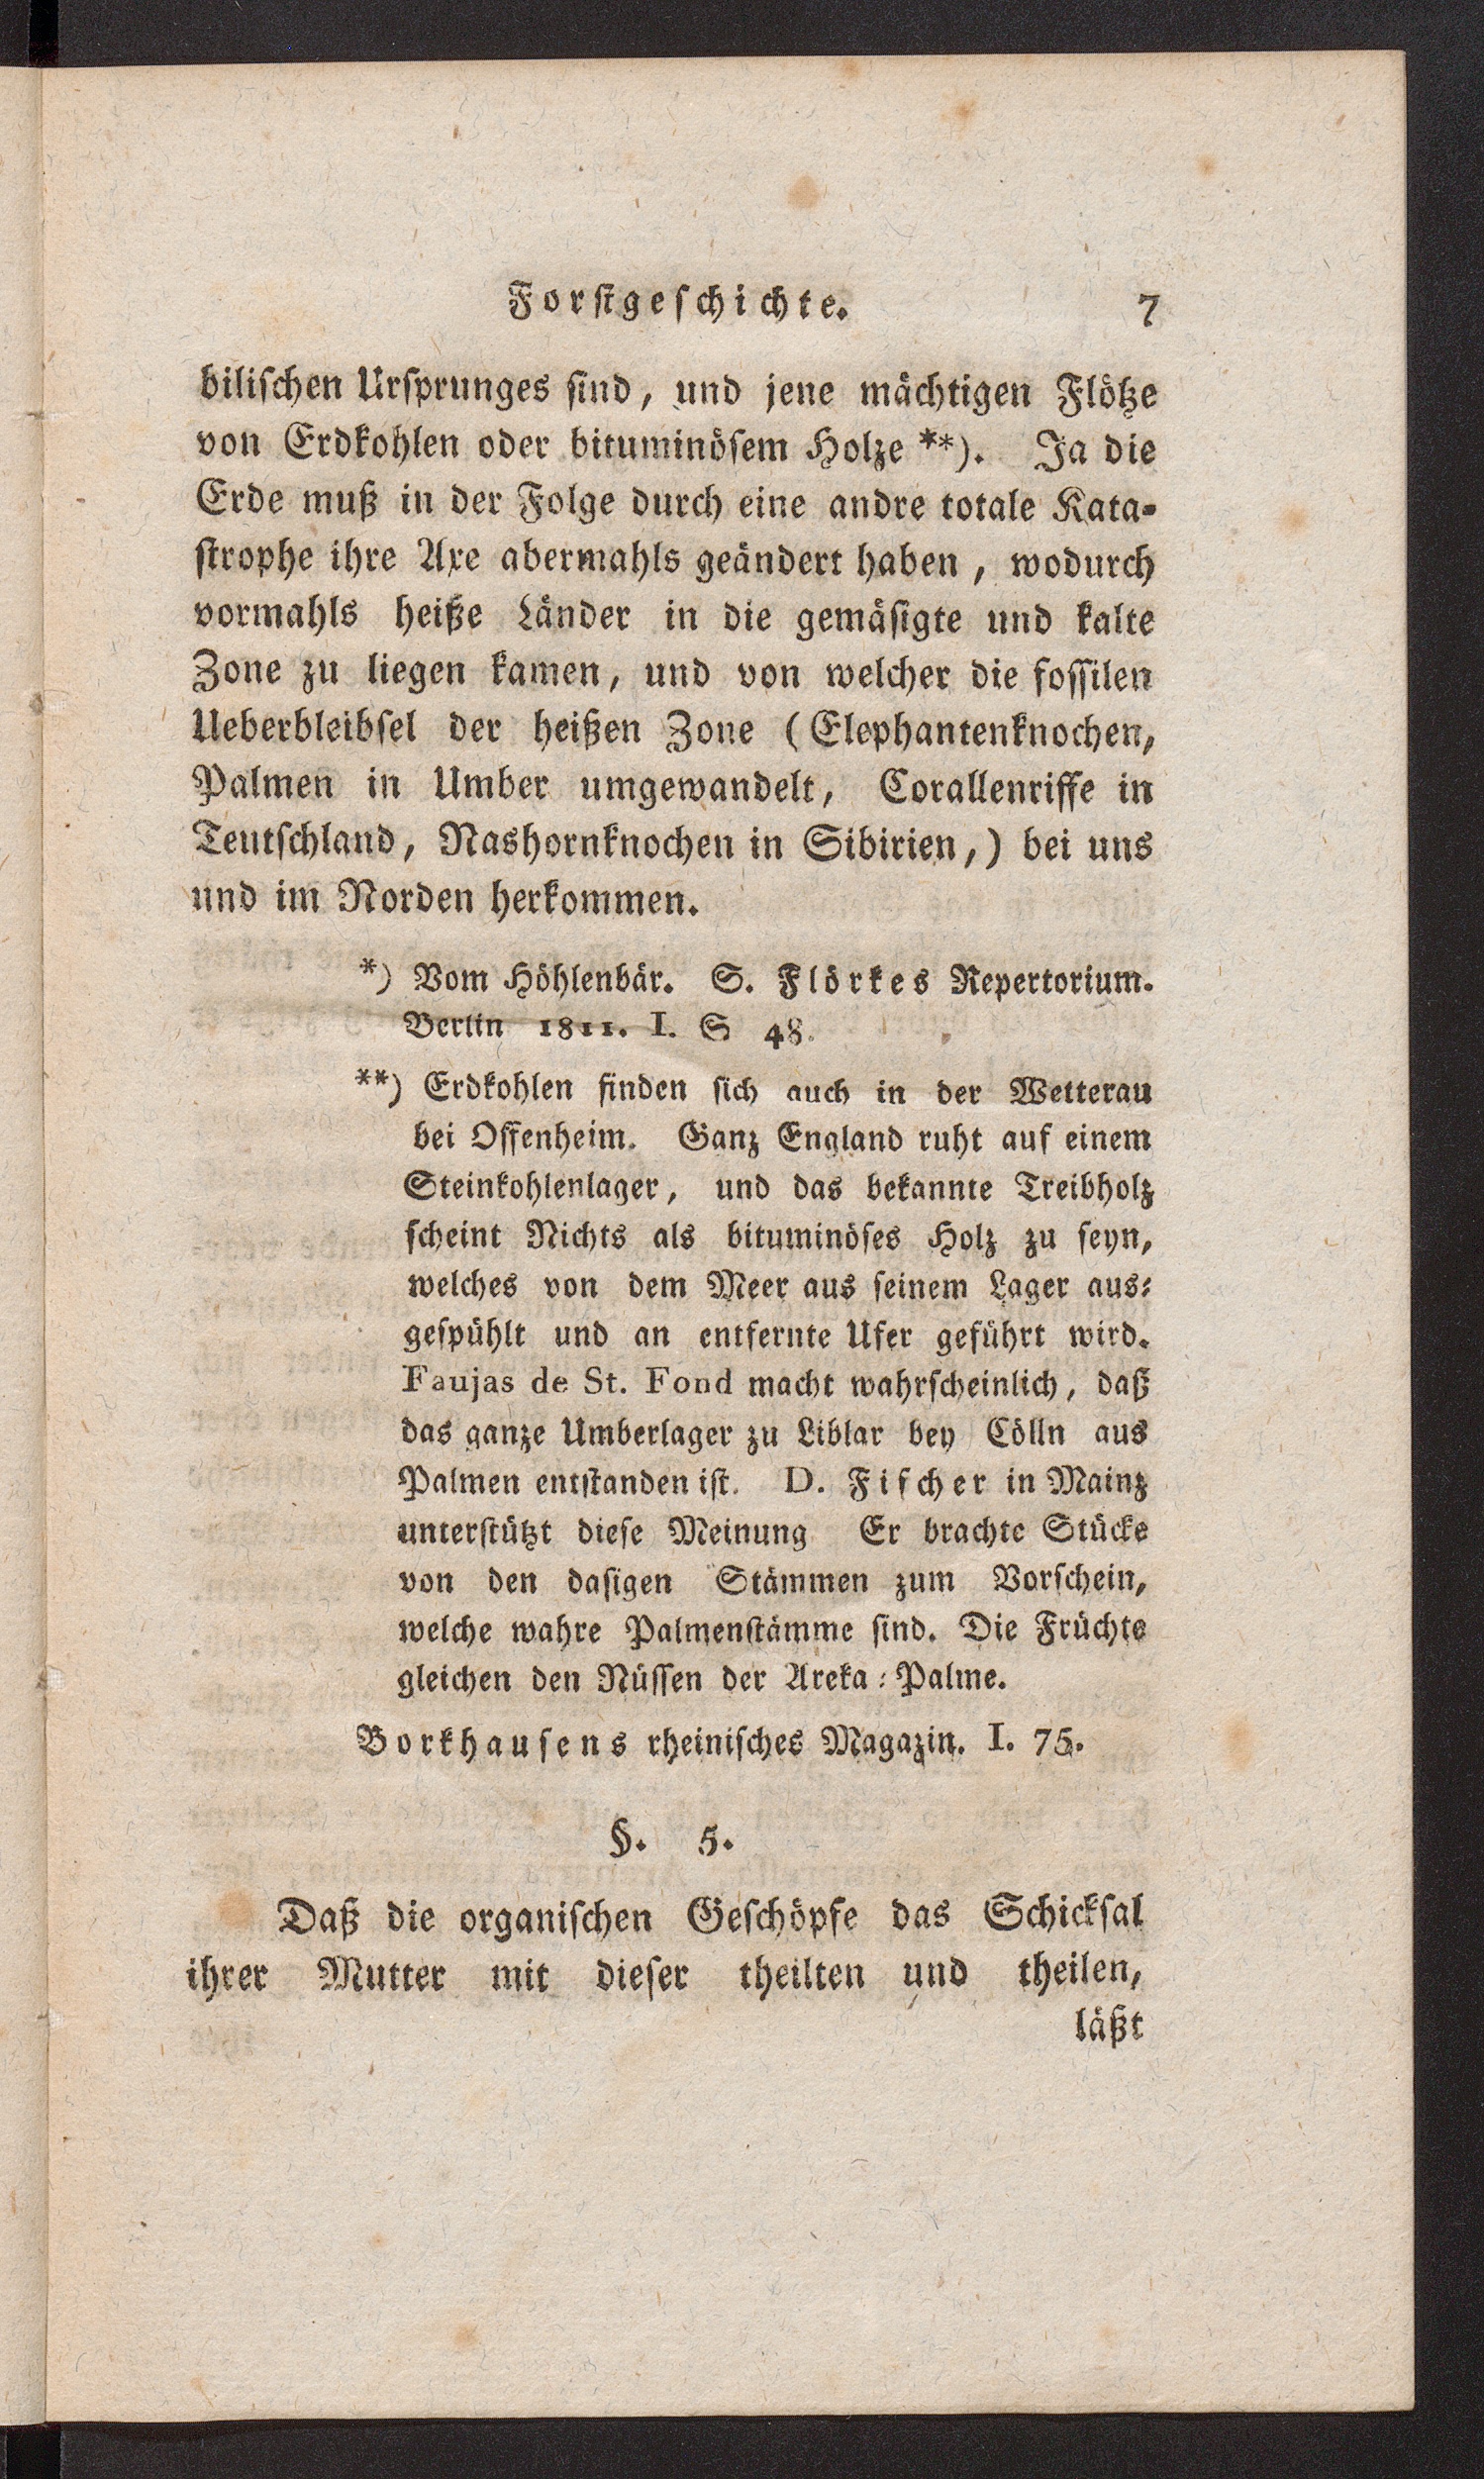 Forstgeschichte. 7
bilischen Ursprunges sind, und jene mächtigen Flötze
von Erdkohlen oder bituminösem Holze **). Ja die
Erde muß in der Folge durch eine andre totale Kata-
strophe ihre Axe abermahls geändert haben, wodurch
vormahls heiße Länder in die gemäsigte und kalte
Zone zu liegen kamen, und von welcher die fossilen
Ueberbleibsel der heißen Zone (Elephantenknochen,
Palmen in Umber umgewandelt, Corallenriffe in
Teutschland, Nashornknochen in Sibirien,) bei uns
und im Norden herkommen.
*) Vom Höhlenbär. S. Flörkes Repertorium.
Berlin 1811. I. S 48.
**) Erdkohlen finden sich auch in der Wetterau
bei Offenheim. Ganz England ruht auf einem
Steinkohlenlager, und das bekannte Treibholz
scheint Nichts als bituminöses Holz zu seyn,
welches von dem Meer aus seinem Lager aus-
gespühlt und an entfernte Ufer geführt wird.
Faujas de St. Fond macht wahrscheinlich, daß
das ganze Umberlager zu Liblar bey Cölln aus
Palmen entstanden ist. D. Fischer in Mainz
unterstützt diese Meinung Er brachte Stücke
von den dasigen Stämmen zum Vorschein,
welche wahre Palmenstämme sind. Die Früchte
gleichen den Nüssen der Areka-Palme.
Borkhausens rheinisches Magazin. I. 75.
§. 5.
Daß die organischen Geschöpfe das Schicksal
ihrer Mutter mit dieser theilten und theilen,
läßt